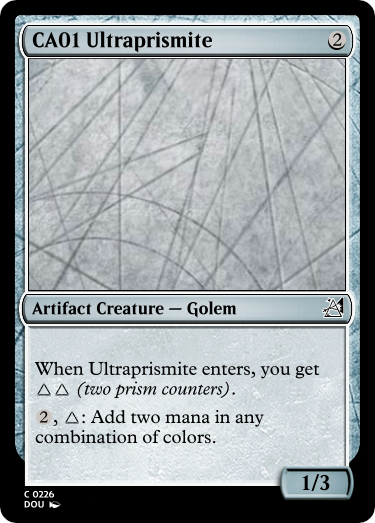 CA01 Ultraprismite 2
Artifact Creature — Golem
When Ultraprismite enters, you get
△△ (two prism counters).
2, △: Add two mana in any
combination of colors.
1/3
C 0226
DOU